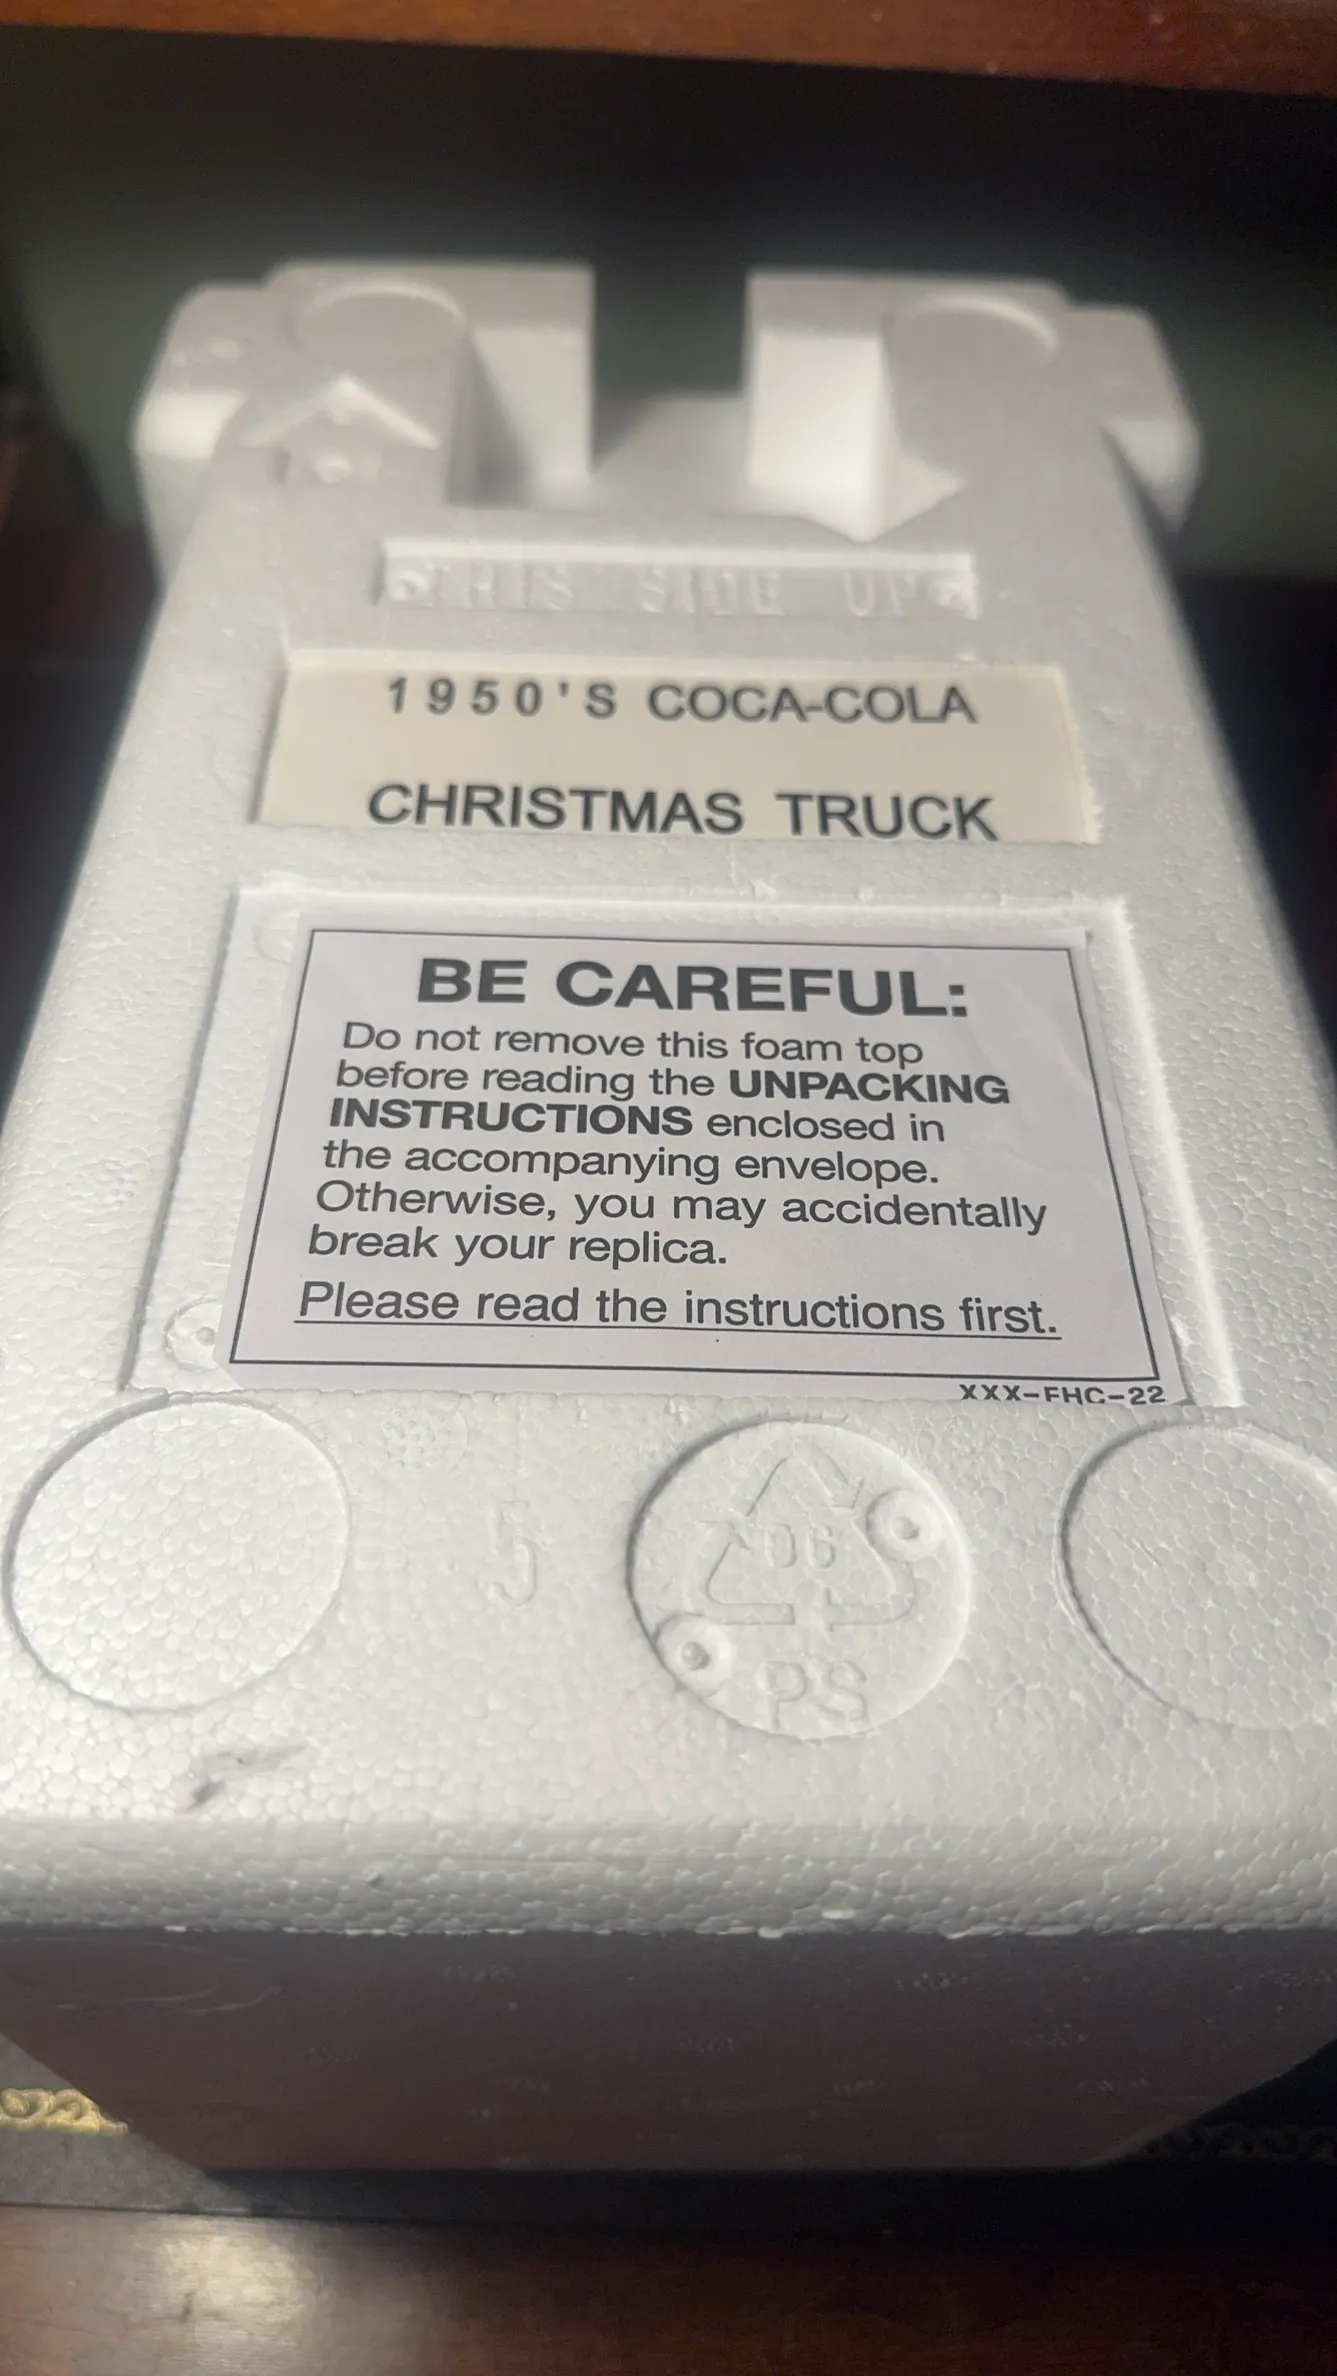 THIS SIDE UP
1950'S COCA-COLA
CHRISTMAS TRUCK
BE CAREFUL:
Do not remove this foam top
before reading the UNPACKING
INSTRUCTIONS enclosed in
the accompanying envelope.
Otherwise, you may accidentally
break your replica.
Please read the instructions first.
XXX-FHC-22
5
06
PS